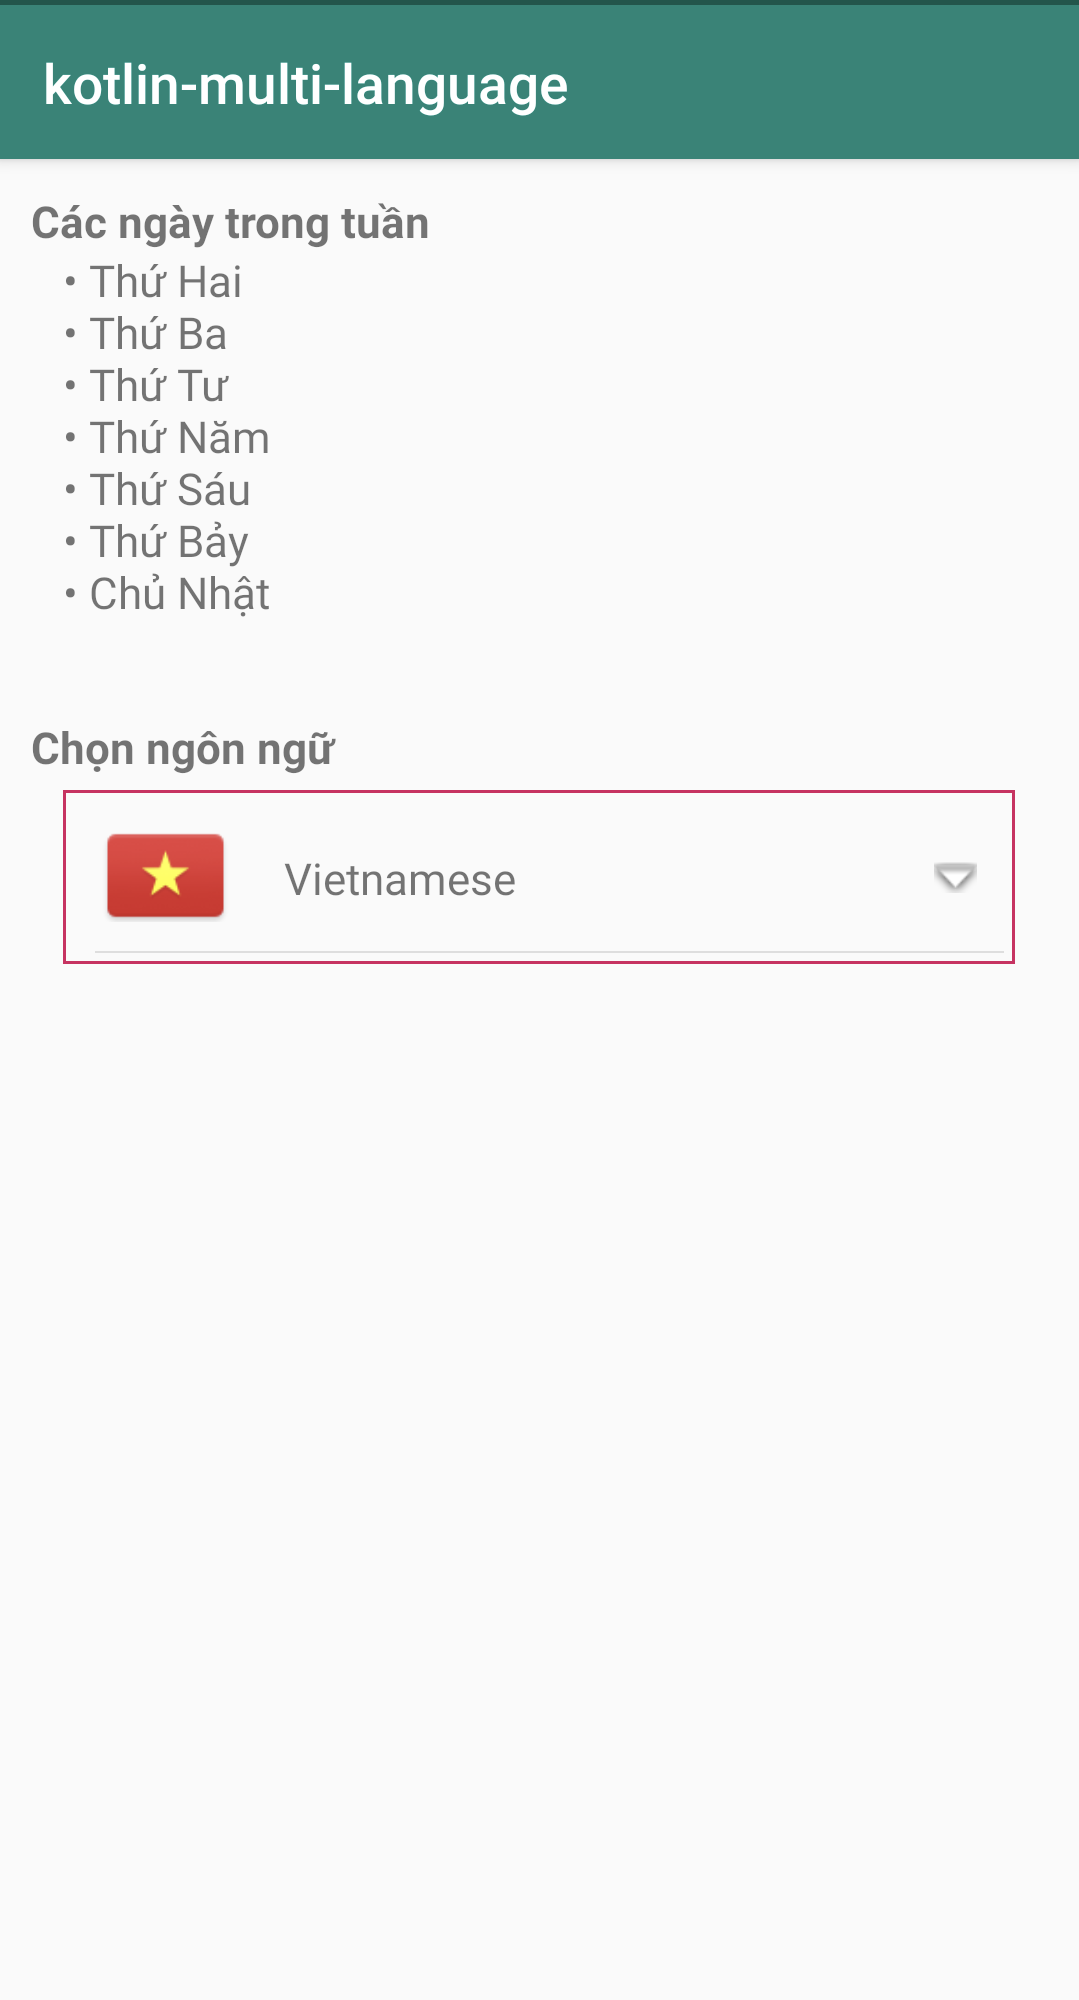 kotlin-multi-language
Các ngày trong tuần
• Thứ Hai
• Thứ Ba
• Thứ Tư
• Thứ Năm
• Thứ Sáu
• Thứ Bảy
• Chủ Nhật
Chọn ngôn ngữ
Vietnamese